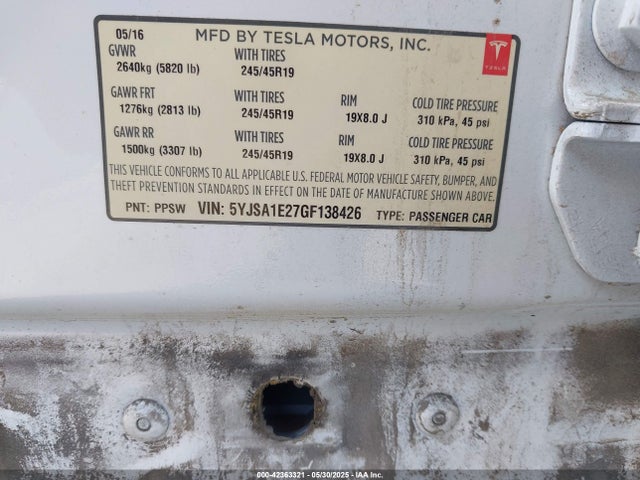 05/16 MFD BY TESLA MOTORS, INC.
TESLA
GVWR WITH TIRES
2640kg (5820 lb) 245/45R19
GAWR FRT WITH TIRES RIM COLD TIRE PRESSURE
1276kg (2813 lb) 245/45R19 19X8.0 J 310 kPa, 45 psi
GAWR RR WITH TIRES RIM COLD TIRE PRESSURE
1500kg (3307 lb) 245/45R19 19X8.0 J 310 kPa, 45 psi
THIS VEHICLE CONFORMS TO ALL APPLICABLE U.S. FEDERAL MOTOR VEHICLE SAFETY, BUMPER, AND
THEFT PREVENTION STANDARDS IN EFFECT ON THE DATE OF MANUFACTURE SHOWN ABOVE.
PNT: PPSW VIN: 5YJSA1E27GF138426 TYPE: PASSENGER CAR
000-42363321 - 05/30/2025 - IAA Inc.